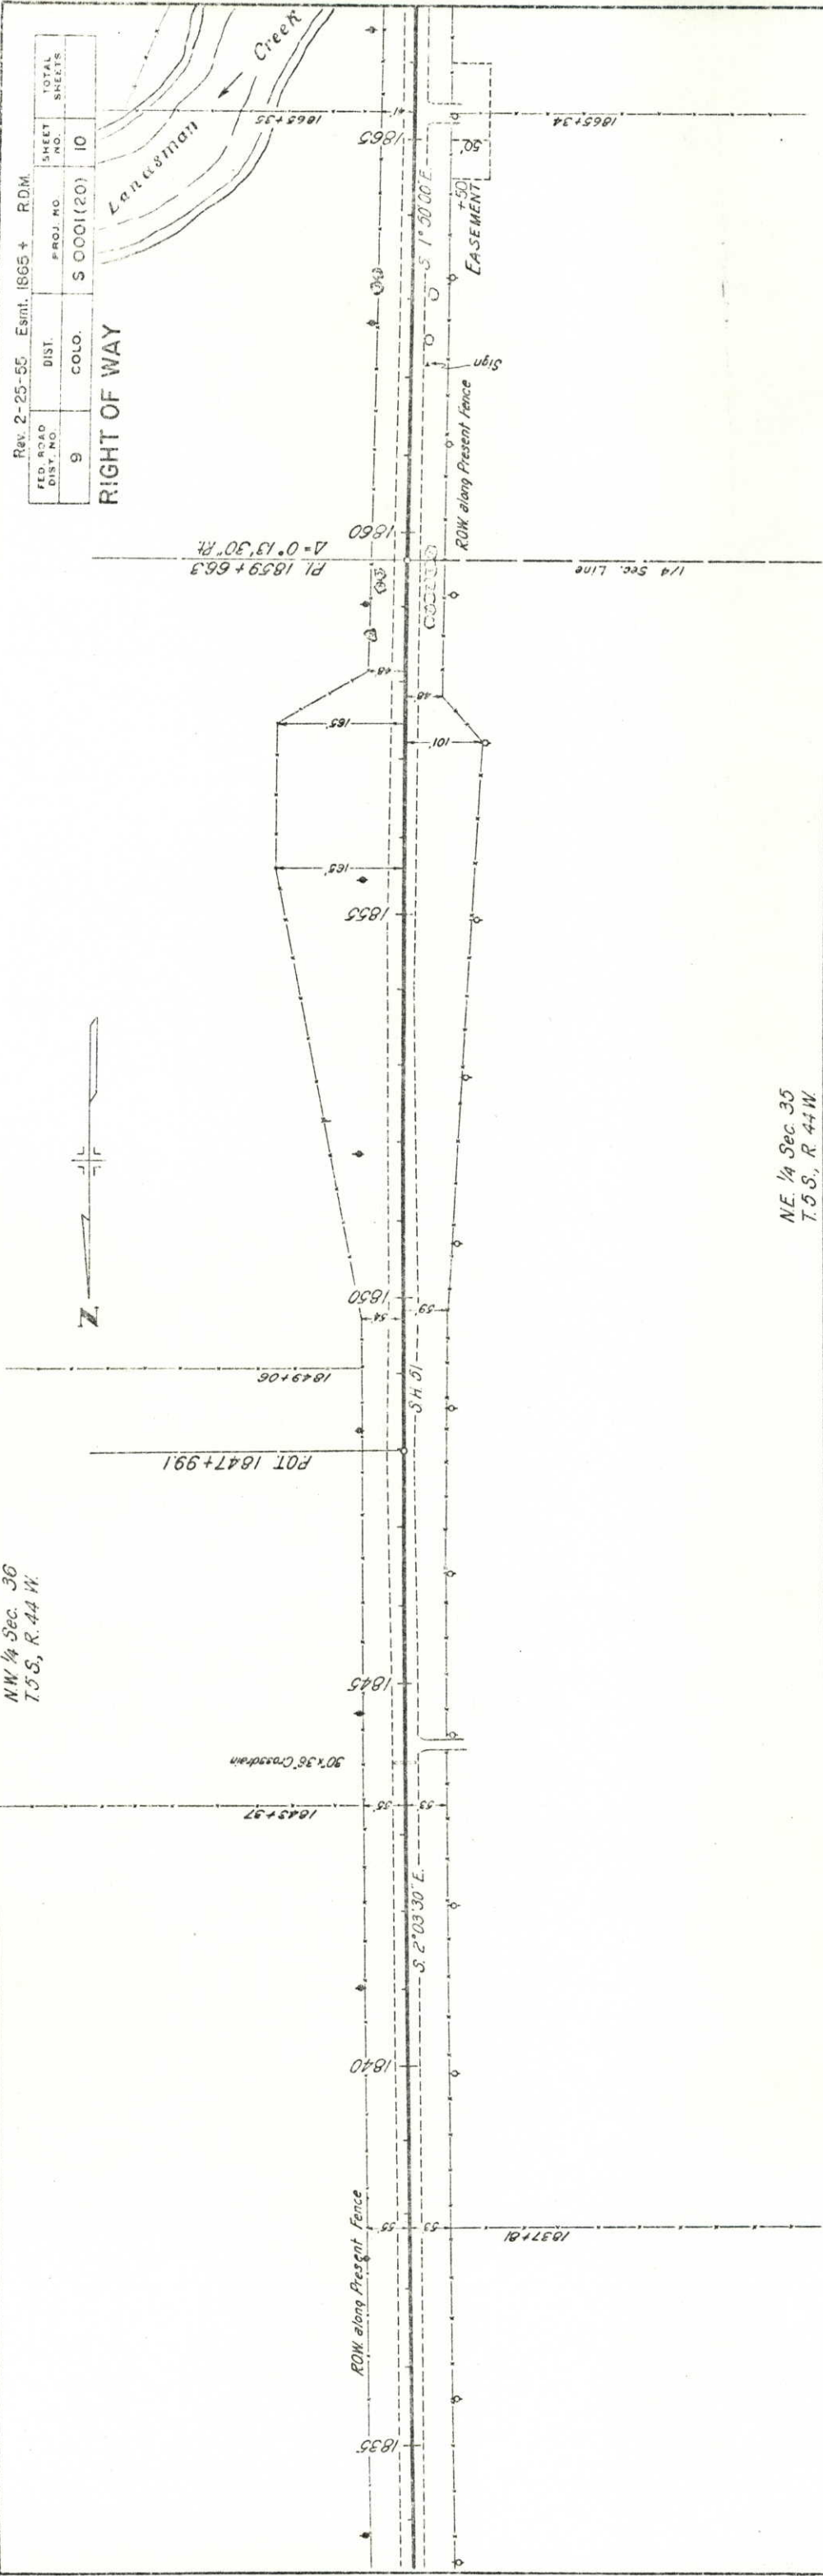 Rev. 2-25-55 Esmt. 1865+ R.D.M.
FED. ROAD DIST. NO.
DIST.
PROJ. NO.
SHEET NO.
TOTAL SHEETS
9
COLO.
S 0001(20)
10
RIGHT OF WAY
Creek
1865+35
1865
1865+34
50'
+50
EASEMENT
S. 1°50'00" E.
Sign
ROW. along Present Fence
1860
P.I. 1859+66.3
Δ= 0° 13' 30" Rt.
1/4 Sec. Line
48'
165'
101'
165'
1855
N
1850
54'
59'
S.H. 51
1849+06
P.O.T. 1847+99.1
N.W. 1/4 Sec. 36
T.5 S., R. 44 W.
N.E. 1/4 Sec. 35
T.5 S., R. 44 W.
1845
30"x36' Crossdrain
1843+37
55'
53'
S. 2°03'30" E.
1840
ROW. along Present Fence
55'
53'
1837+81
1835